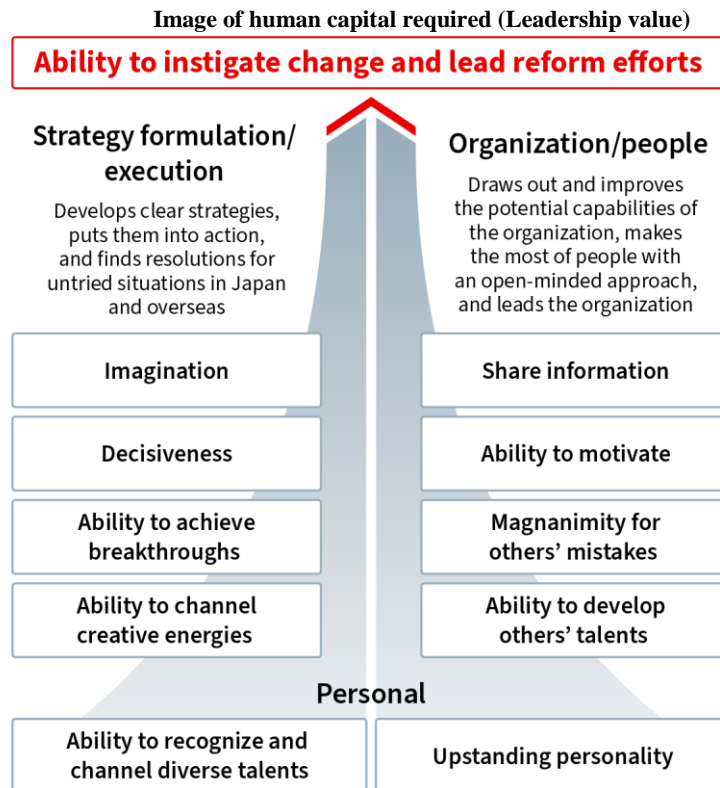 Image of human capital required (Leadership value)
Ability to instigate change and lead reform efforts
Strategy formulation/
execution
Develops clear strategies,
puts them into action,
and finds resolutions for
untried situations in Japan
and overseas
Imagination
Decisiveness
Ability to achieve
breakthroughs
Ability to channel
creative energies
Organization/people
Draws out and improves
the potential capabilities of
the organization, makes
the most of people with
an open-minded approach,
and leads the organization
Share information
Ability to motivate
Magnanimity for
others’ mistakes
Ability to develop
others’ talents
Personal
Ability to recognize and
channel diverse talents
Upstanding personality